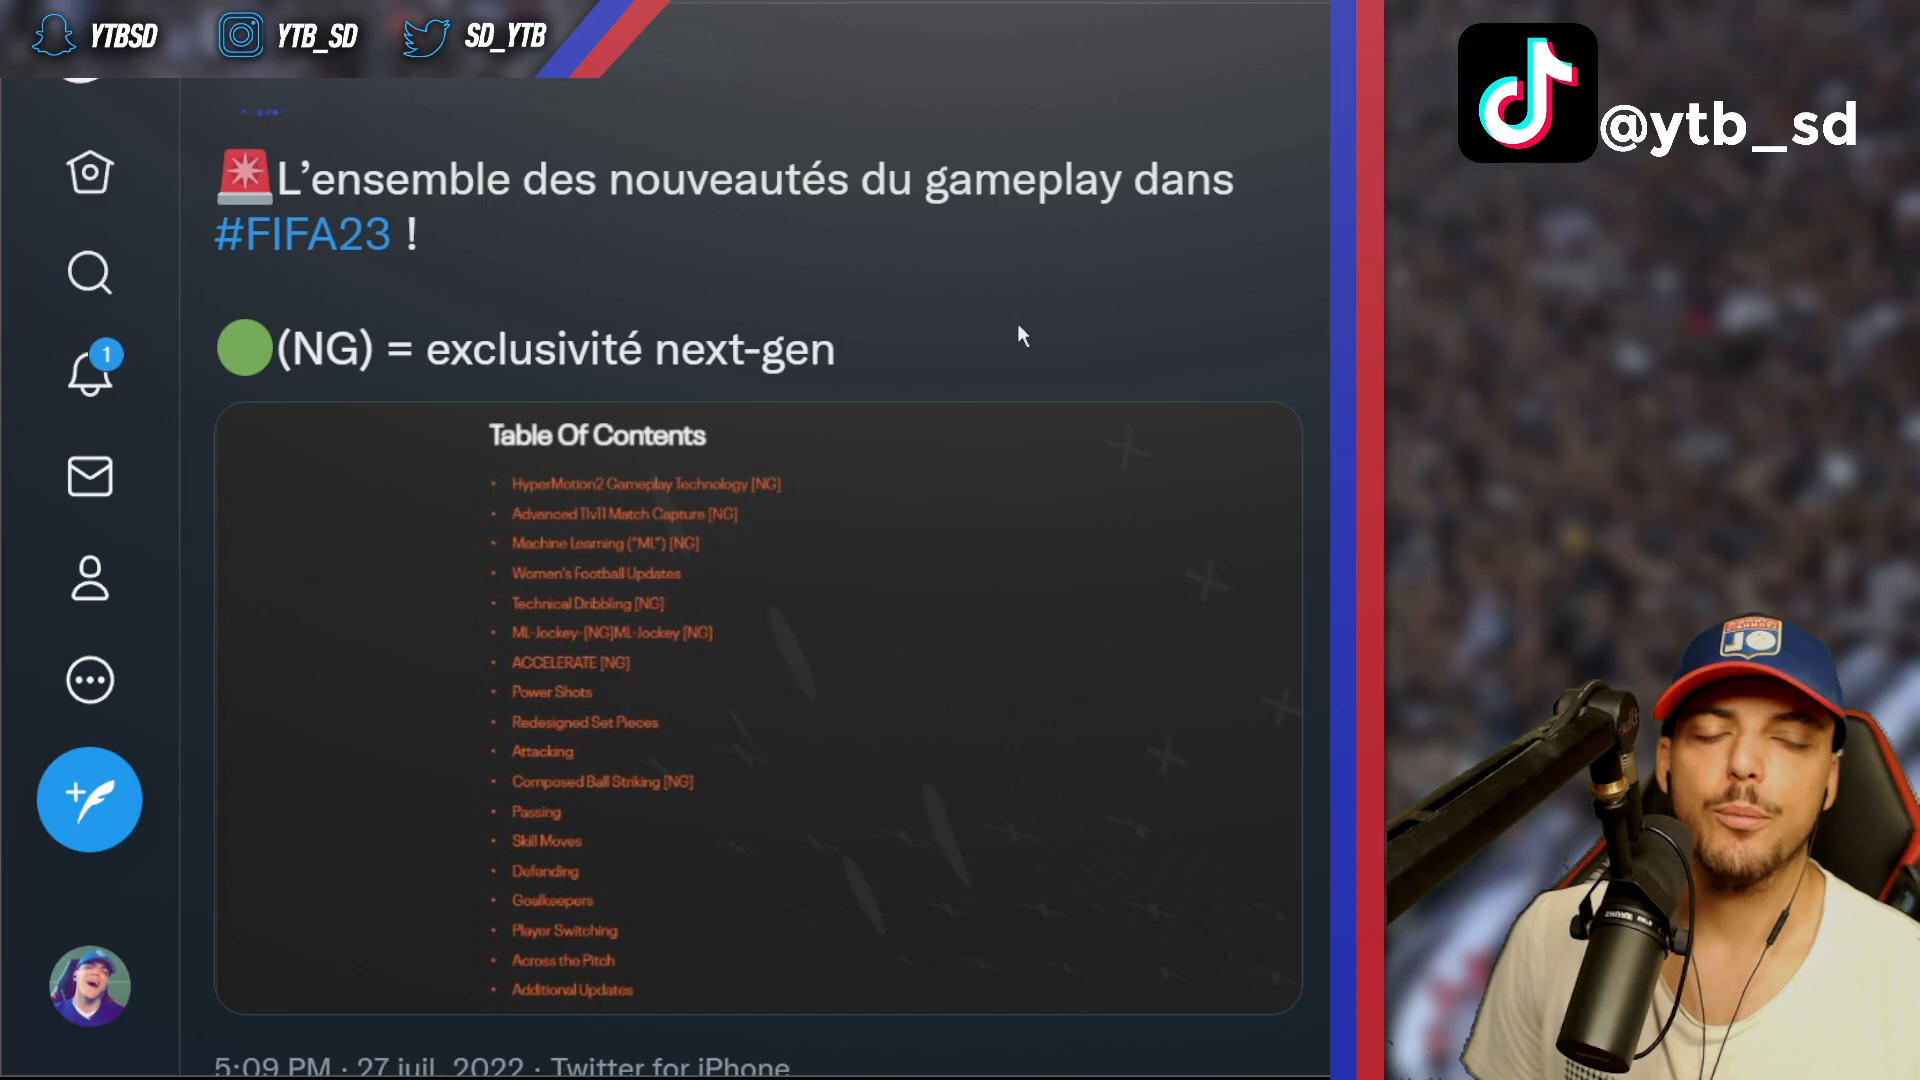 YTBSD
YTB_SD
SD_YTB
@ytb_sd
L’ensemble des nouveautés du gameplay dans
#FIFA23 !
(NG) = exclusivité next-gen
1
Table Of Contents
• HyperMotion2 Gameplay Technology [NG]
• Advanced 11v11 Match Capture [NG]
• Machine Learning (“ML”) [NG]
• Women’s Football Updates
• Technical Dribbling [NG]
• ML-Jockey-[NG]ML-Jockey [NG]
• ACCELERATE [NG]
• Power Shots
• Redesigned Set Pieces
• Attacking
• Composed Ball Striking [NG]
• Passing
• Skill Moves
• Defending
• Goalkeepers
• Player Switching
• Across the Pitch
• Additional Updates
5:09 PM · 27 juil. 2022 · Twitter for iPhone